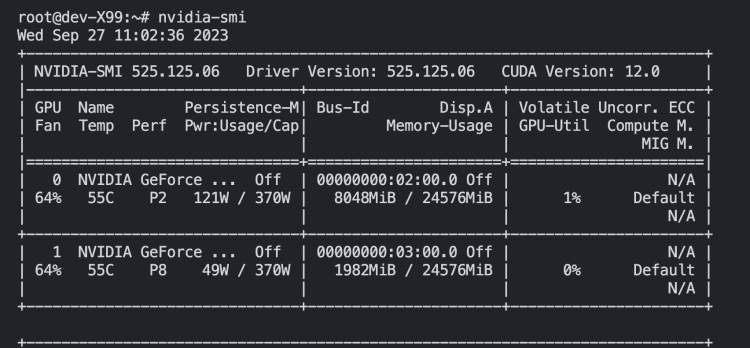 root@dev-X99:~# nvidia-smi
Wed Sep 27 11:02:36 2023
+-----------------------------------------------------------------------------+
| NVIDIA-SMI 525.125.06   Driver Version: 525.125.06   CUDA Version: 12.0     |
|-------------------------------+----------------------+----------------------+
| GPU  Name        Persistence-M| Bus-Id        Disp.A | Volatile Uncorr. ECC |
| Fan  Temp  Perf  Pwr:Usage/Cap|         Memory-Usage | GPU-Util  Compute M. |
|                               |                      |               MIG M. |
|===============================+======================+======================|
|   0  NVIDIA GeForce ...  Off  | 00000000:02:00.0 Off |                  N/A |
| 64%   55C    P2   121W / 370W |   8048MiB / 24576MiB |      1%      Default |
|                               |                      |                  N/A |
+-------------------------------+----------------------+----------------------+
|   1  NVIDIA GeForce ...  Off  | 00000000:03:00.0 Off |                  N/A |
| 64%   55C    P8    49W / 370W |   1982MiB / 24576MiB |      0%      Default |
|                               |                      |                  N/A |
+-------------------------------+----------------------+----------------------+

+-----------------------------------------------------------------------------+